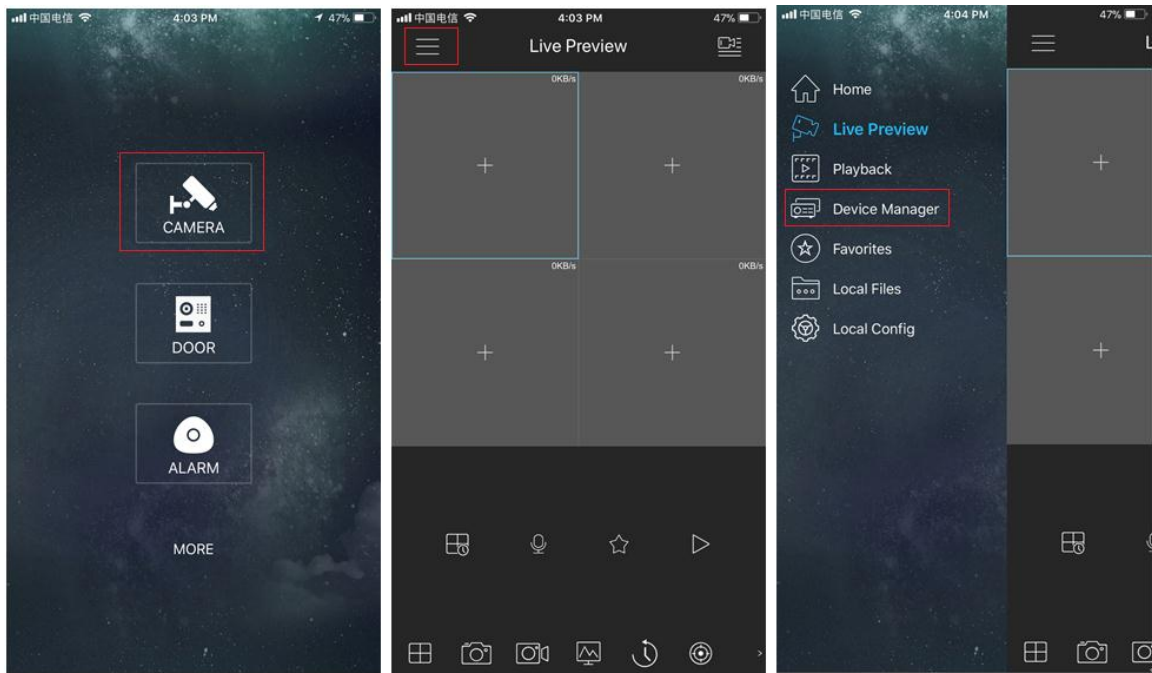 中国电信 4:03 PM 47%
CAMERA
DOOR
ALARM
MORE
中国电信 4:03 PM 47%
Live Preview
0KB/s 0KB/s
0KB/s 0KB/s
中国电信 4:04 PM 47%
L
Home
Live Preview
Playback
Device Manager
Favorites
Local Files
Local Config